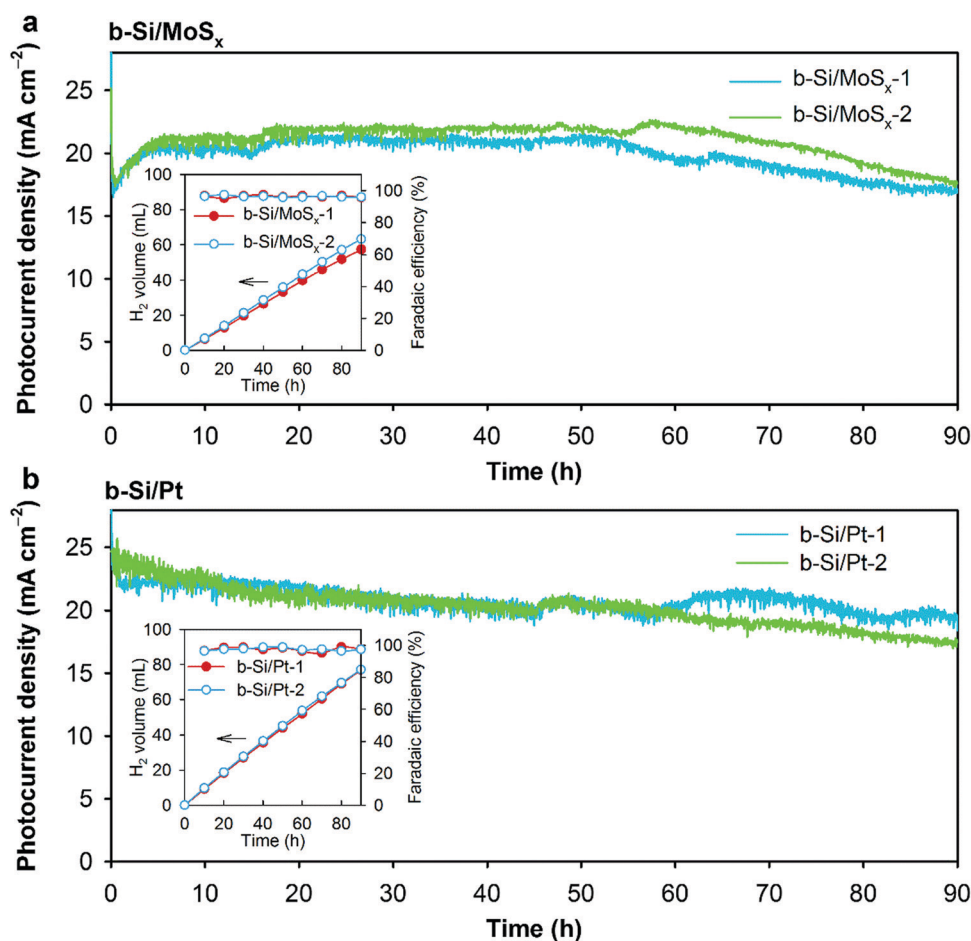 a
b-Si/MoSₓ
Photocurrent density (mA cm⁻²)
25
20
15
10
5
0
b-Si/MoSₓ-1
b-Si/MoSₓ-2
H₂ volume (mL)
100
80
60
40
20
0
b-Si/MoSₓ-1
b-Si/MoSₓ-2
100
80
60
40
20
0
Faradaic efficiency (%)
0 20 40 60 80
Time (h)
0 10 20 30 40 50 60 70 80 90
Time (h)
b
b-Si/Pt
Photocurrent density (mA cm⁻²)
25
20
15
10
5
0
b-Si/Pt-1
b-Si/Pt-2
H₂ volume (mL)
100
80
60
40
20
0
b-Si/Pt-1
b-Si/Pt-2
100
80
60
40
20
0
Faradaic efficiency (%)
0 20 40 60 80
Time (h)
0 10 20 30 40 50 60 70 80 90
Time (h)